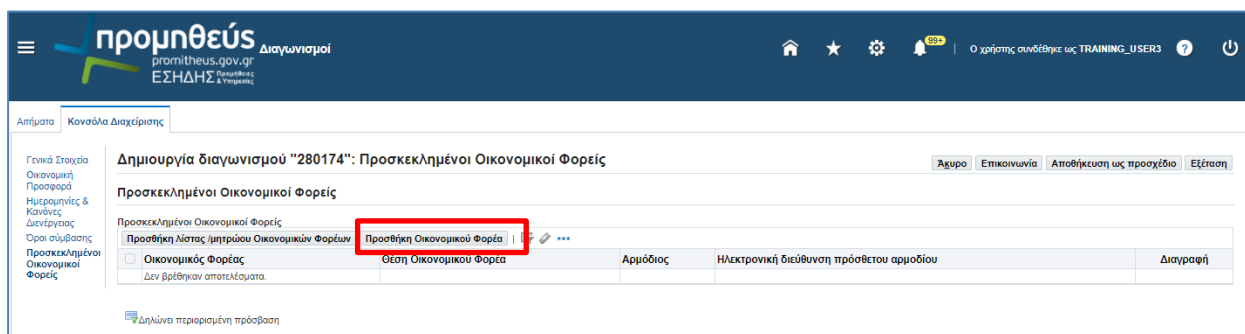 προμηθεύς Διαγωνισμοί
promitheus.gov.gr
ΕΣΗΔΗΣ Προμήθειες & Υπηρεσίες
99+ | Ο χρήστης συνδέθηκε ως TRAINING_USER3 ?
Αιτήματα Κονσόλα Διαχείρισης
Γενικά Στοιχεία
Οικονομική Προσφορά
Ημερομηνίες & Κανόνες Διενέργειας
Όροι σύμβασης
Προσκεκλημένοι Οικονομικοί Φορείς
Δημιουργία διαγωνισμού "280174": Προσκεκλημένοι Οικονομικοί Φορείς
Άκυρο Επικοινωνία Αποθήκευση ως προσχέδιο Εξέταση
Προσκεκλημένοι Οικονομικοί Φορείς
Προσκεκλημένοι Οικονομικοί Φορείς
Προσθήκη λίστας /μητρώου Οικονομικών Φορέων Προσθήκη Οικονομικού Φορέα | •••
Οικονομικός Φορέας Θέση Οικονομικού Φορέα Αρμόδιος Ηλεκτρονική διεύθυνση πρόσθετου αρμοδίου Διαγραφή
Δεν βρέθηκαν αποτελέσματα.
Δηλώνει περιορισμένη πρόσβαση